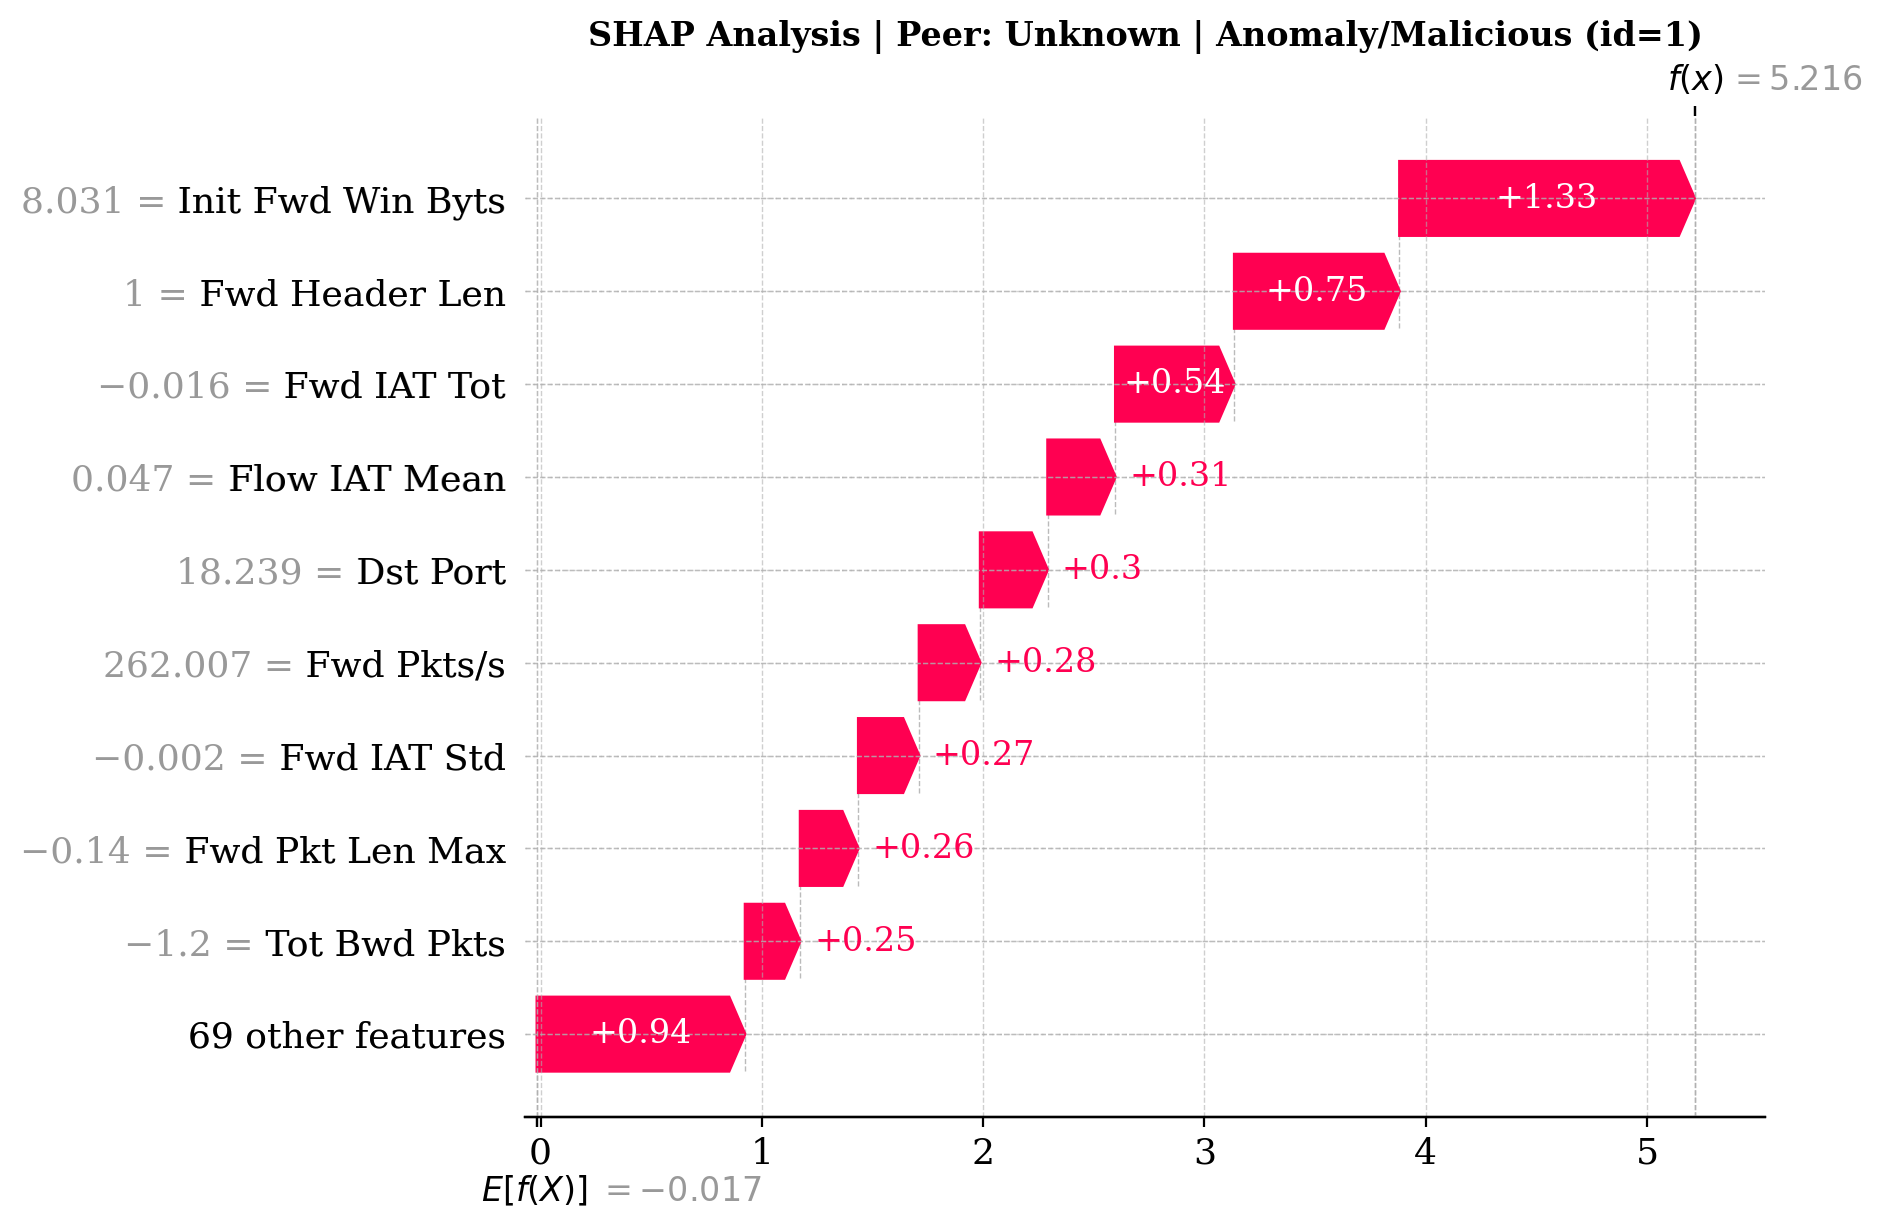 SHAP Analysis | Peer: Unknown | Anomaly/Malicious (id=1)
f(x) = 5.216
8.031 = Init Fwd Win Byts +1.33
1 = Fwd Header Len +0.75
−0.016 = Fwd IAT Tot +0.54
0.047 = Flow IAT Mean +0.31
18.239 = Dst Port +0.3
262.007 = Fwd Pkts/s +0.28
−0.002 = Fwd IAT Std +0.27
−0.14 = Fwd Pkt Len Max +0.26
−1.2 = Tot Bwd Pkts +0.25
69 other features +0.94
0 1 2 3 4 5
E[f(X)] = −0.017